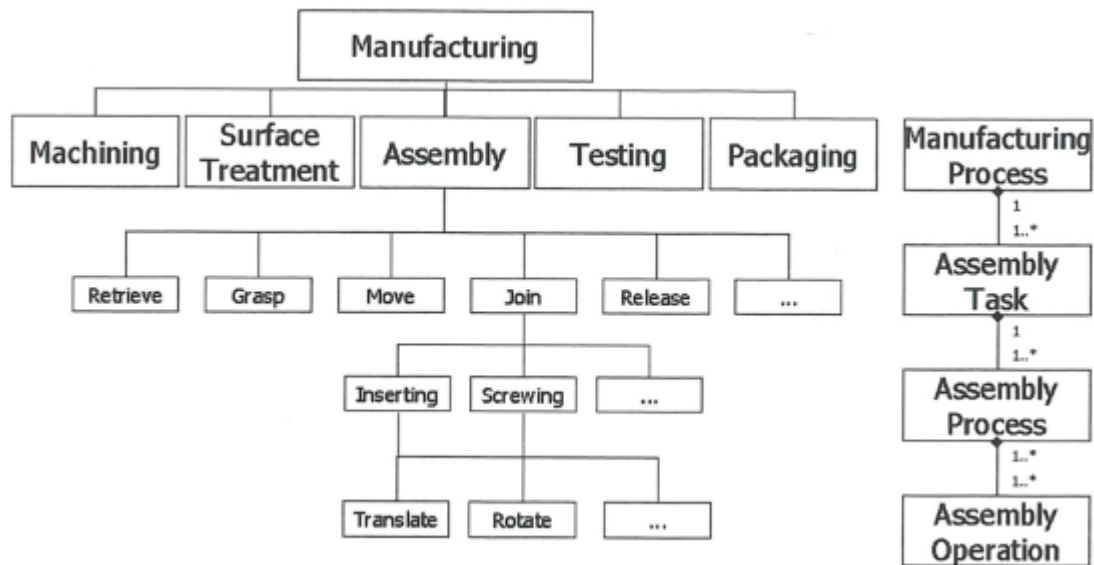 Manufacturing
Machining
Surface
Treatment
Assembly
Testing
Packaging
Retrieve
Grasp
Move
Join
Release
...
Inserting
Screwing
...
Translate
Rotate
...
Manufacturing
Process
1
1..*
Assembly
Task
1
1..*
Assembly
Process
1..*
1..*
Assembly
Operation